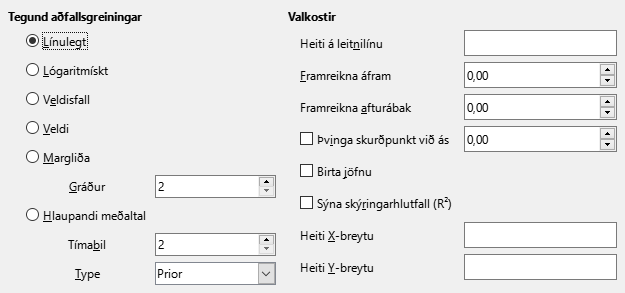 Tegund aðfallsgreiningar
Línulegt
Lógaritmískt
Veldisfall
Veldi
Margliða
Gráður 2
Hlaupandi meðaltal
Tímabil 2
Type Prior
Valkostir
Heiti á leitnilínu
Framreikna áfram 0,00
Framreikna afturábak 0,00
Þvinga skurðpunkt við ás 0,00
Birta jöfnu
Sýna skýringarhlutfall (R²)
Heiti X-breytu
Heiti Y-breytu